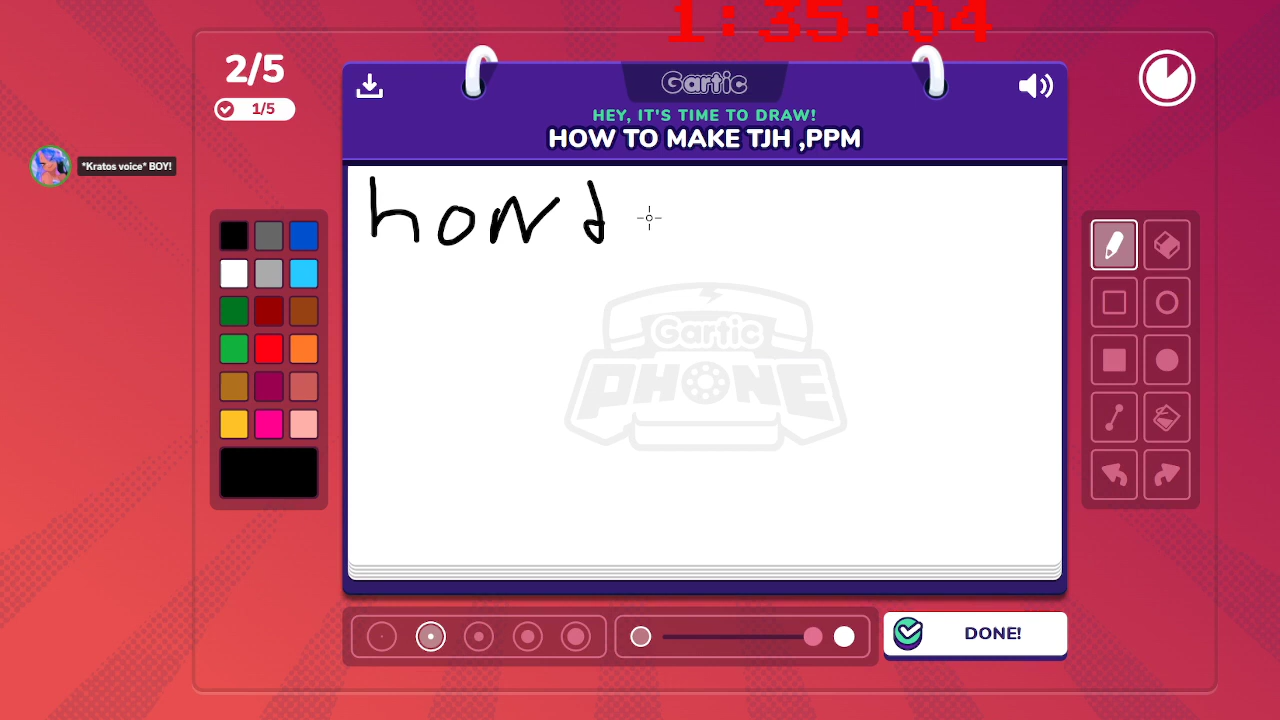 1:35:04
2/5
1/5
Gartic
HEY, IT'S TIME TO DRAW!
HOW TO MAKE TJH ,PPM
*Kratos voice* BOY!
Gartic
PHONE
DONE!